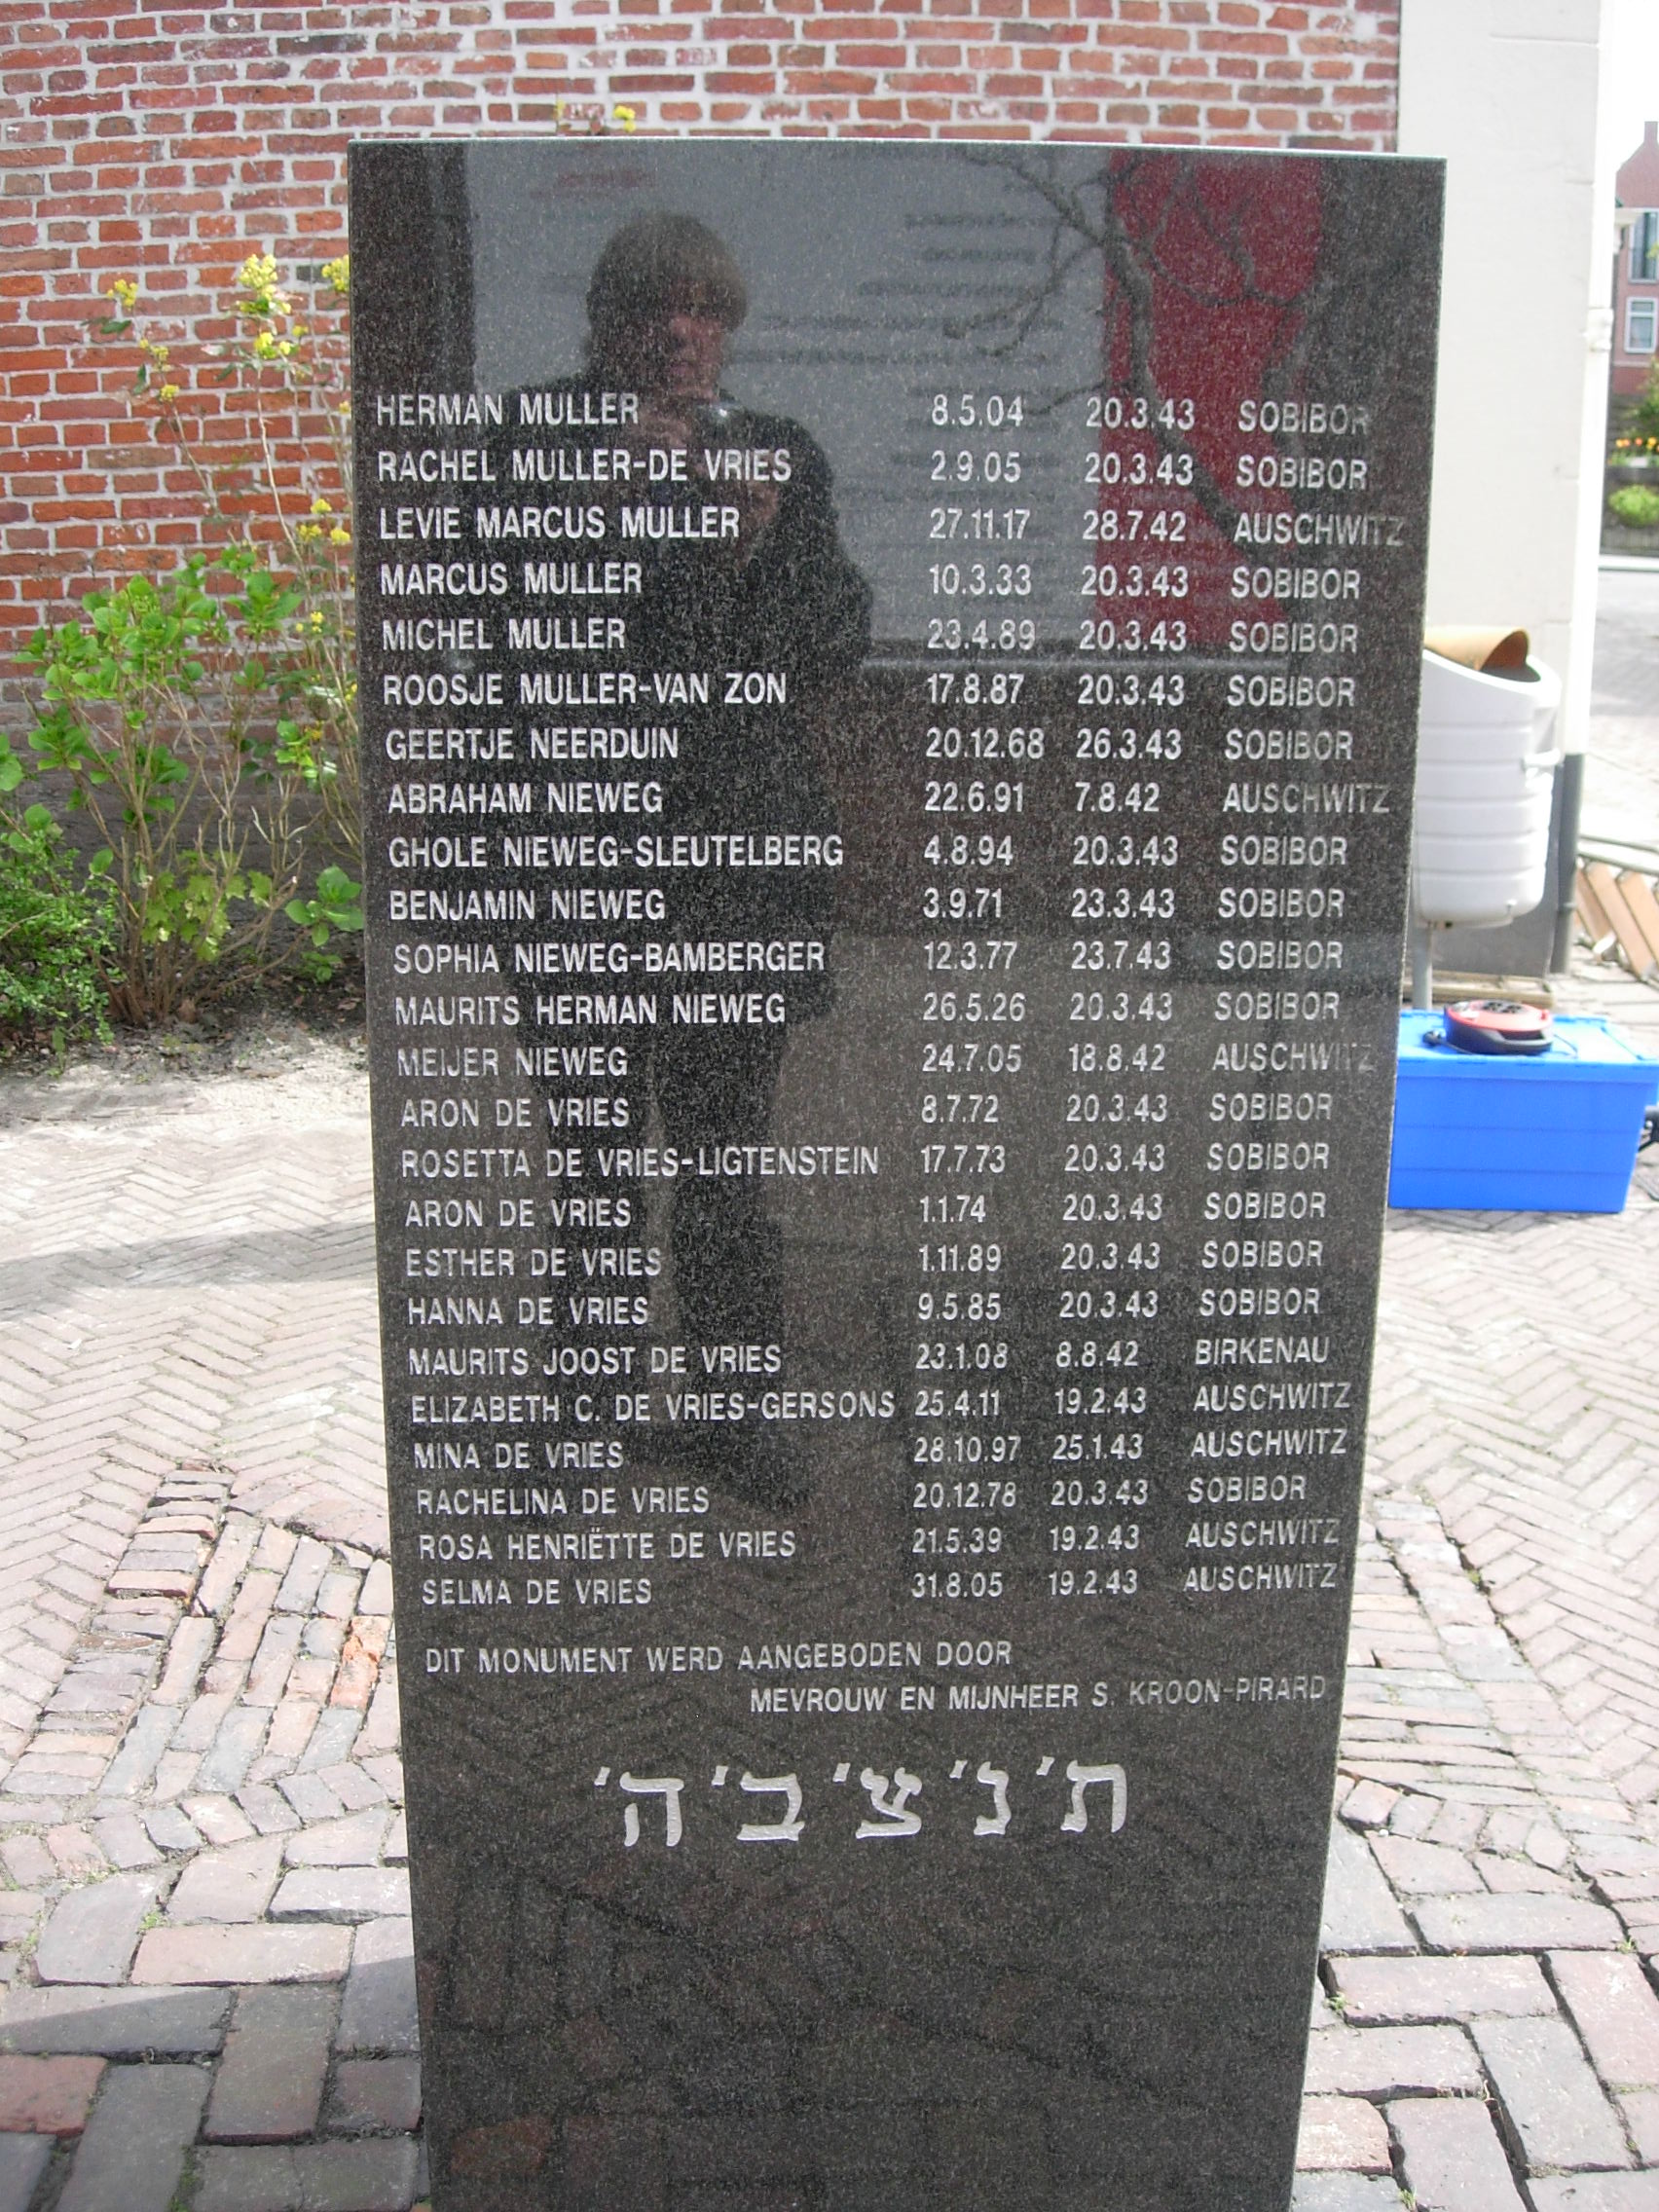 HERMAN MULLER 8.5.04 20.3.43 SOBIBOR
RACHEL MULLER-DE VRIES 2.9.05 20.3.43 SOBIBOR
LEVIE MARCUS MULLER 27.11.17 28.7.42 AUSCHWITZ
MARCUS MULLER 10.3.33 20.3.43 SOBIBOR
MICHEL MULLER 23.4.89 20.3.43 SOBIBOR
ROOSJE MULLER-VAN ZON 17.8.87 20.3.43 SOBIBOR
GEERTJE NEERDUIN 20.12.68 26.3.43 SOBIBOR
ABRAHAM NIEWEG 22.6.91 7.8.42 AUSCHWITZ
GHOLE NIEWEG-SLEUTELBERG 4.8.94 20.3.43 SOBIBOR
BENJAMIN NIEWEG 3.9.71 23.3.43 SOBIBOR
SOPHIA NIEWEG-BAMBERGER 12.3.77 23.7.43 SOBIBOR
MAURITS HERMAN NIEWEG 26.5.26 20.3.43 SOBIBOR
MEIJER NIEWEG 24.7.05 18.8.42 AUSCHWITZ
ARON DE VRIES 8.7.72 20.3.43 SOBIBOR
ROSETTA DE VRIES-LIGTENSTEIN 17.7.73 20.3.43 SOBIBOR
ARON DE VRIES 1.1.74 20.3.43 SOBIBOR
ESTHER DE VRIES 1.11.89 20.3.43 SOBIBOR
HANNA DE VRIES 9.5.85 20.3.43 SOBIBOR
MAURITS JOOST DE VRIES 23.1.08 8.8.42 BIRKENAU
ELIZABETH C. DE VRIES-GERSONS 25.4.11 19.2.43 AUSCHWITZ
MINA DE VRIES 28.10.97 25.1.43 AUSCHWITZ
RACHELINA DE VRIES 20.12.78 20.3.43 SOBIBOR
ROSA HENRIËTTE DE VRIES 21.5.39 19.2.43 AUSCHWITZ
SELMA DE VRIES 31.8.05 19.2.43 AUSCHWITZ
DIT MONUMENT WERD AANGEBODEN DOOR
MEVROUW EN MIJNHEER S. KROON-PIRARD
ת'נ'צ'ב'ה'